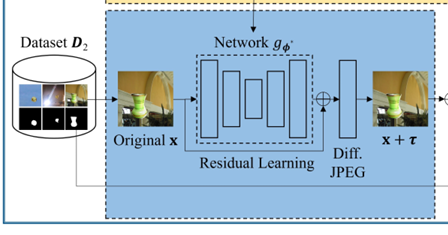 Network g_ϕ*
Dataset D₂
Original x
Residual Learning
Diff.
JPEG
x + τ